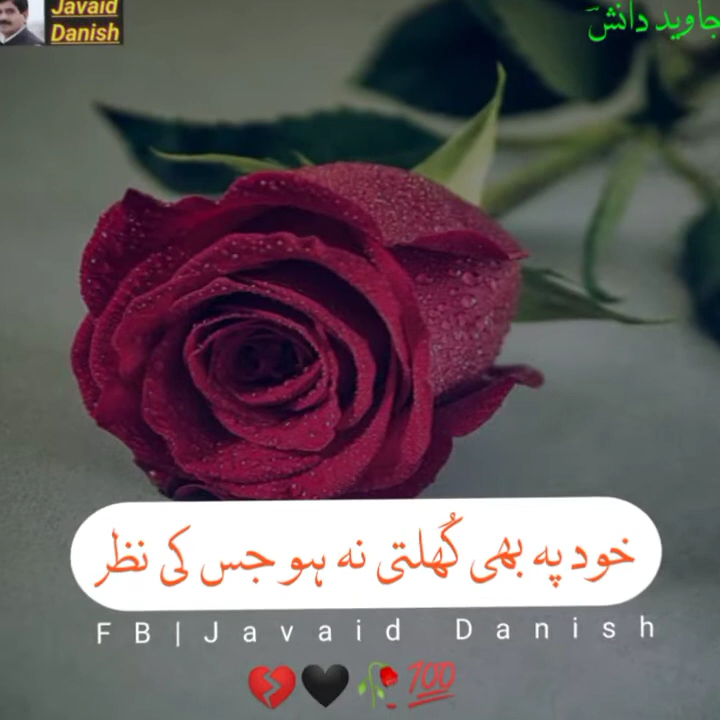 Javaid
Danish
جاوید دانش
خود پہ بھی کُھلتی نہ ہو جس کی نظر
FB|Javaid Danish
💔🖤🥀💯